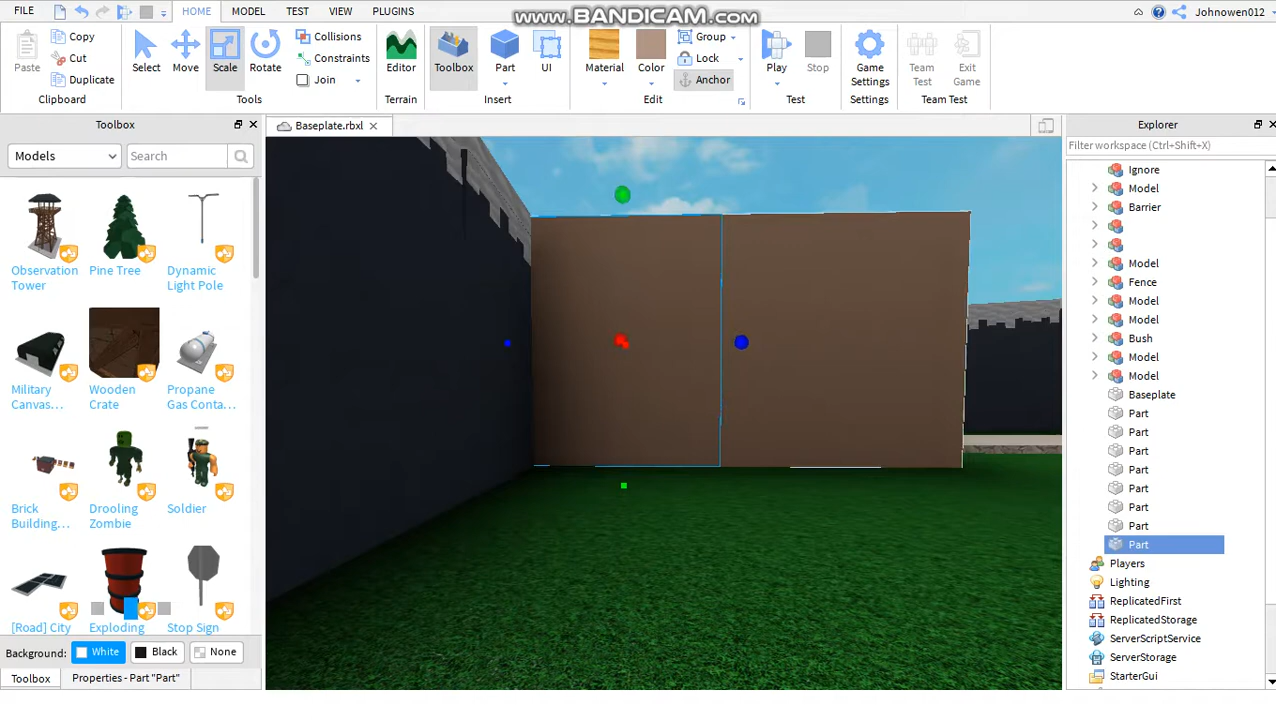 FILE HOME MODEL TEST VIEW PLUGINS
www.BANDICAM.com
Johnowen012
Paste Copy Cut Duplicate
Select Move Scale Rotate
Collisions Constraints Join
Editor Toolbox Part UI
Material Color Group Lock Anchor
Play Stop Game Settings Team Test Exit Game
Clipboard Tools Terrain Insert Edit Test Settings Team Test
Toolbox
Models Search
Observation Tower
Pine Tree
Dynamic Light Pole
Military Canvas...
Wooden Crate
Propane Gas Conta...
Brick Building...
Drooling Zombie
Soldier
[Road] City
Exploding
Stop Sign
Background: White Black None
Toolbox Properties - Part "Part"
Baseplate.rbxl
Explorer
Filter workspace (Ctrl+Shift+X)
Ignore
Model
Barrier
Model
Fence
Model
Model
Bush
Model
Model
Baseplate
Part
Part
Part
Part
Part
Part
Part
Part
Players
Lighting
ReplicatedFirst
ReplicatedStorage
ServerScriptService
ServerStorage
StarterGui